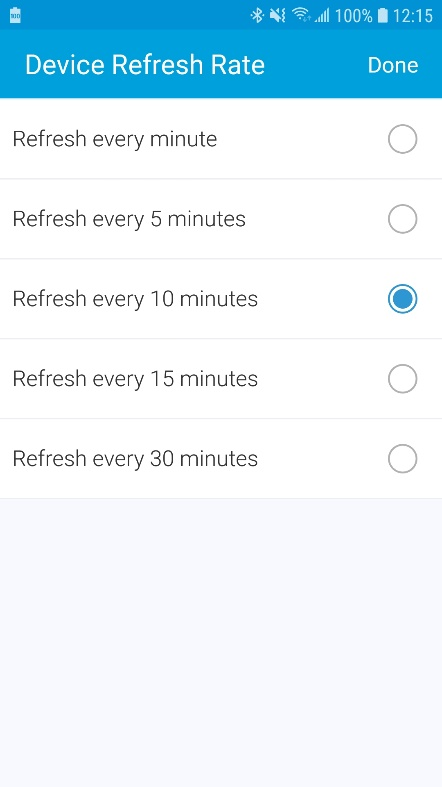 100% 12:15
Device Refresh Rate Done
Refresh every minute
Refresh every 5 minutes
Refresh every 10 minutes
Refresh every 15 minutes
Refresh every 30 minutes